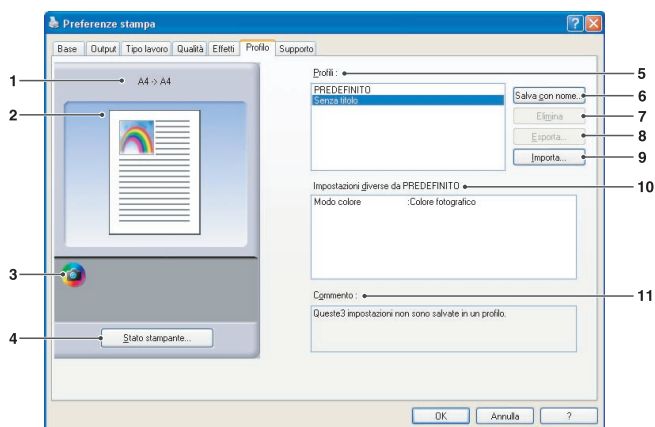 Preferenze stampa
Base Output Tipo lavoro Qualità Effetti Profilo Supporto
1
A4 -> A4
2
3
4
Stato stampante...
Profili :
5
PREDEFINITO
Senza titolo
Salva con nome...
6
Elimina
7
Esporta...
8
Importa...
9
Impostazioni diverse da PREDEFINITO
10
Modo colore :Colore fotografico
Commento :
11
Queste3 impostazioni non sono salvate in un profilo.
OK Annulla ?